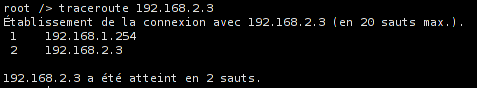 root /> traceroute 192.168.2.3
Établissement de la connexion avec 192.168.2.3 (en 20 sauts max.).
1 192.168.1.254
2 192.168.2.3
192.168.2.3 a été atteint en 2 sauts.